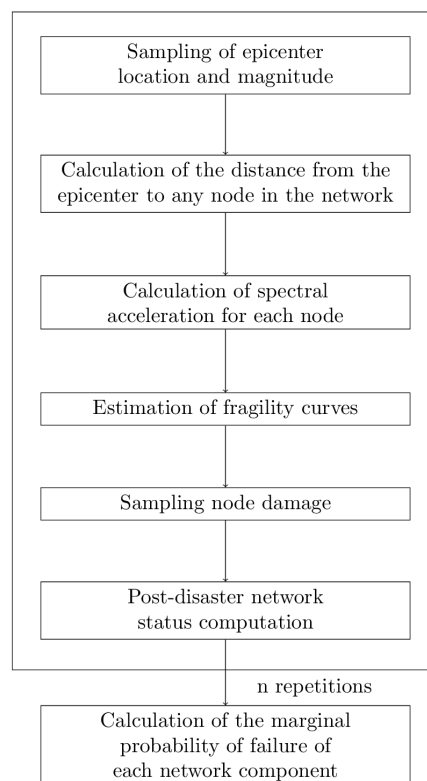 Sampling of epicenter
location and magnitude
Calculation of the distance from the
epicenter to any node in the network
Calculation of spectral
acceleration for each node
Estimation of fragility curves
Sampling node damage
Post-disaster network
status computation
n repetitions
Calculation of the marginal
probability of failure of
each network component